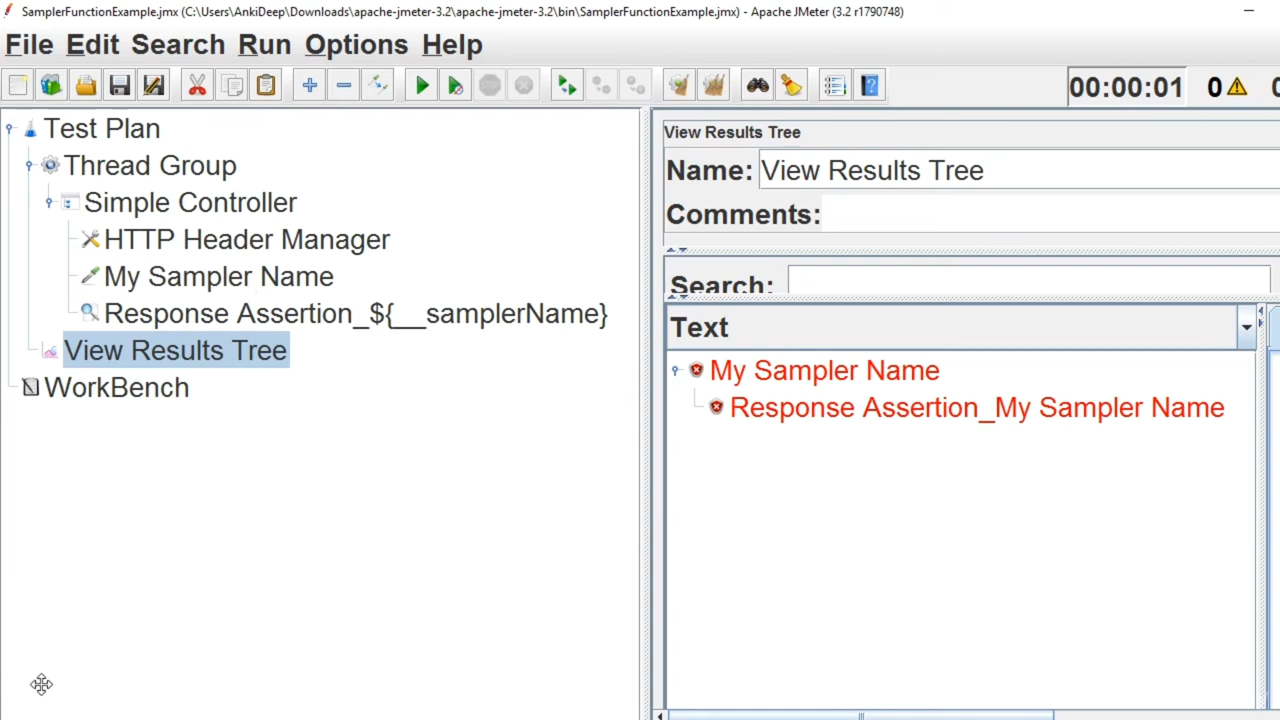 SamplerFunctionExample.jmx (C:\Users\AnkiDeep\Downloads\apache-jmeter-3.2\apache-jmeter-3.2\bin\SamplerFunctionExample.jmx) - Apache JMeter (3.2 r1790748)
File Edit Search Run Options Help
00:00:01 0
Test Plan
Thread Group
Simple Controller
HTTP Header Manager
My Sampler Name
Response Assertion_${__samplerName}
View Results Tree
WorkBench
View Results Tree
Name: View Results Tree
Comments:
Search:
Text
My Sampler Name
Response Assertion_My Sampler Name